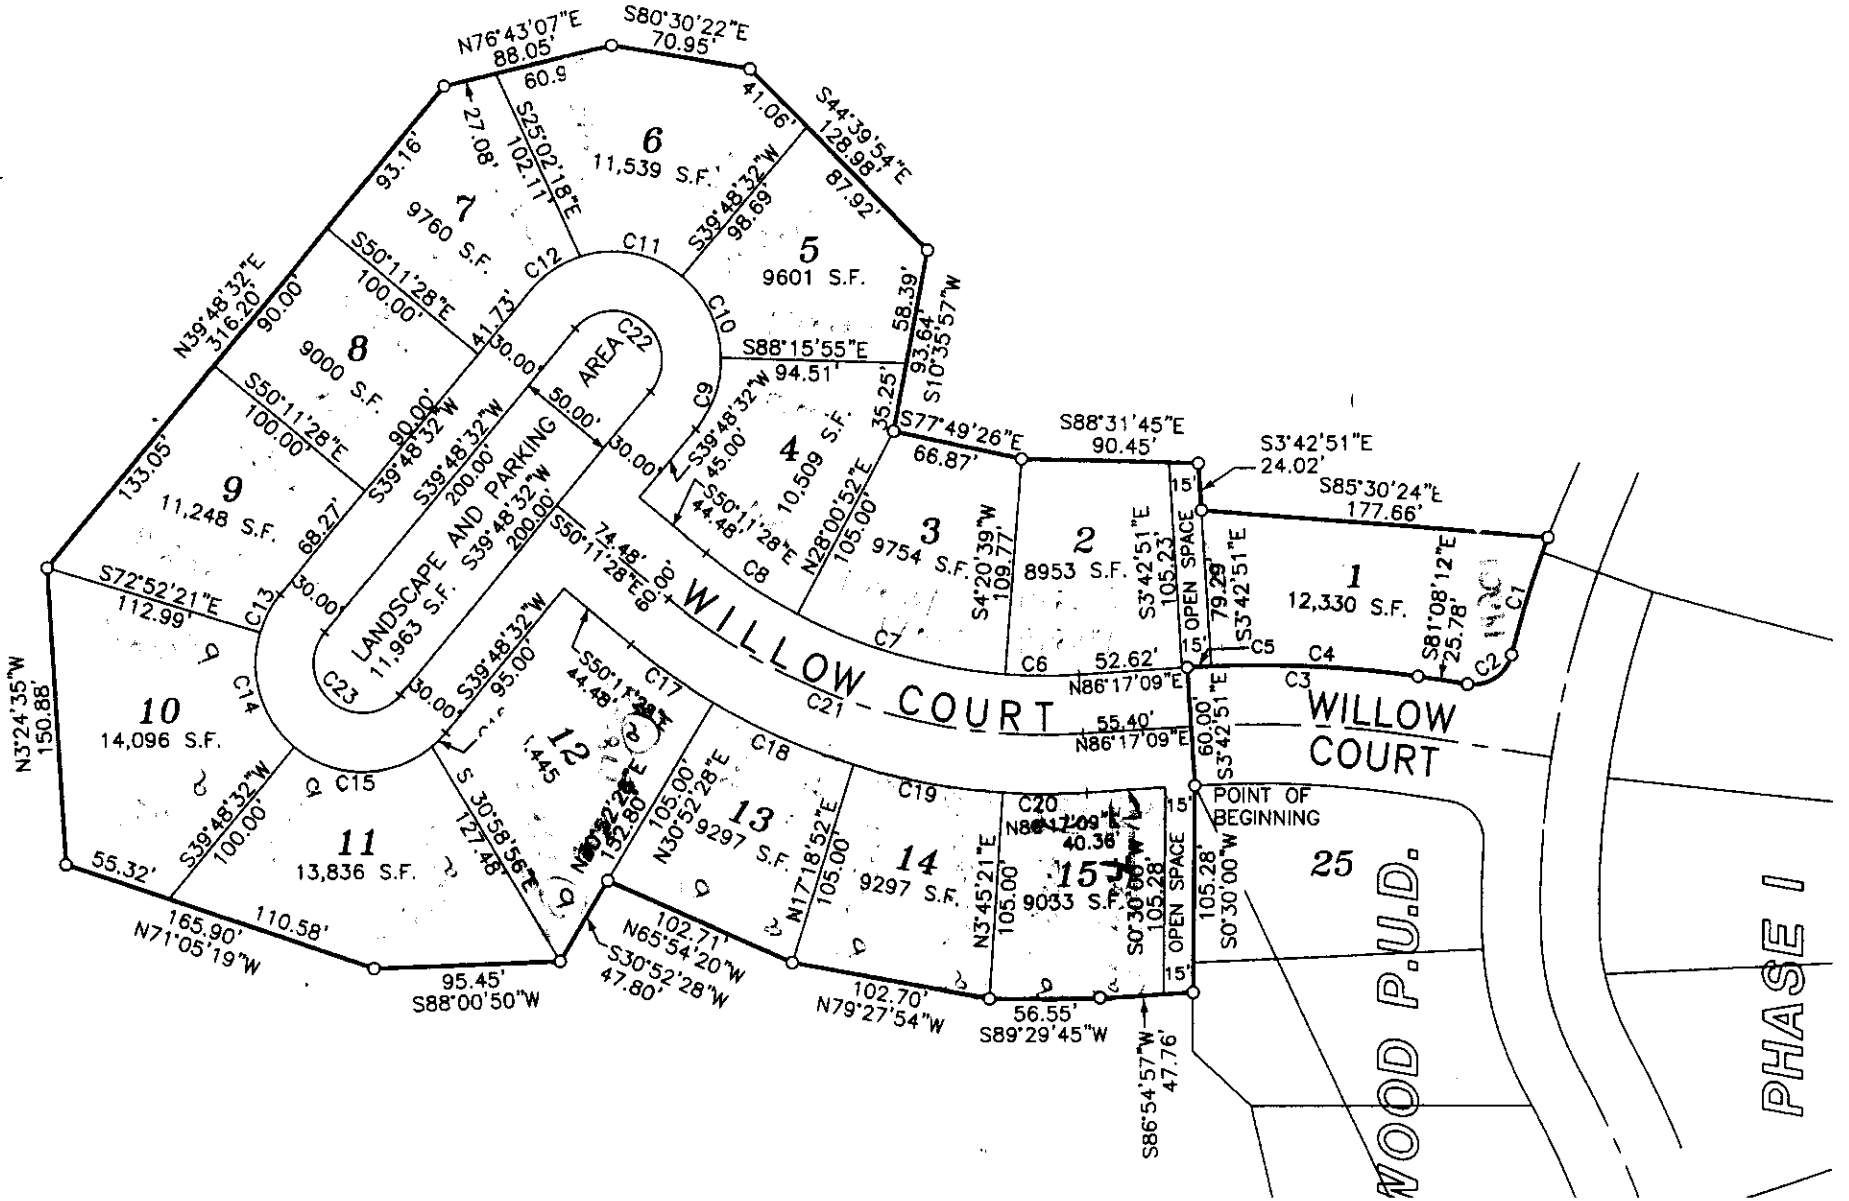 N76°43'07"E
88.05'
60.9
S80°30'22"E
70.95'
41.06'
S44°39'54"E
128.98'
87.92'
27.08'
S25°02'18"E
102.11'
6
11,539 S.F.
S39°48'32"W
98.69'
93.16'
7
9760 S.F.
C12
C11
5
9601 S.F.
C10
58.39'
93.64'
S10°35'57"W
35.25'
N39°48'32"E
316.20'
90.00'
S50°11'28"E
100.00'
41.73'
30.00'
8
9000 S.F.
C22
AREA
S88°15'55"E
94.51'
C9
S39°48'32"W
45.00'
4
10,509 S.F.
S50°11'28"E
44.48'
S77°49'26"E
66.87'
S88°31'45"E
90.45'
S3°42'51"E
24.02'
S85°30'24"E
177.66'
S50°11'28"E
100.00'
90.00'
S39°48'32"W
S39°48'32"W
200.00'
50.00'
30.00'
LANDSCAPE AND PARKING
11,963 S.F.
S39°48'32"W
200.00'
133.05'
9
11,248 S.F.
68.27'
74.48'
S50°11'28"E
60.00'
C8
N28°00'52"E
105.00'
3
9754 S.F.
S4°20'39"W
109.77'
2
8953 S.F.
S3°42'51"E
105.23'
15'
OPEN SPACE
15'
79.29'
S3°42'51"E
1
12,330 S.F.
S81°08'12"E
25.78'
C1
C2
C5
C4
C3
S72°52'21"E
112.99'
C13
30.00'
C14
C23
30.00'
S39°48'32"W
95.00'
WILLOW COURT
C7
C6
52.62'
N86°17'09"E
55.40'
N86°17'09"E
60.00'
S3°42'51"E
WILLOW
COURT
C21
S50°11'28"E
44.48'
C17
C18
C19
C20
N86°17'09"E
40.36'
N3°24'35"W
150.88'
10
14,096 S.F.
S39°48'32"W
100.00'
C15
12
S 30°58'56"E
127.48'
152.80'
105.00'
N30°52'28"E
13
9297 S.F.
N17°18'52"E
105.00'
14
9297 S.F.
N3°45'21"E
105.00'
15
9033 S.F.
S0°30'00"W
105.28'
15'
OPEN SPACE
15'
105.28'
S0°30'00"W
POINT OF
BEGINNING
25
WOOD P.U.D.
PHASE I
11
13,836 S.F.
55.32'
110.58'
165.90'
N71°05'19"W
95.45'
S88°00'50"W
S30°52'28"W
47.80'
102.71'
N65°54'20"W
102.70'
N79°27'54"W
56.55'
S89°29'45"W
S86°54'57"W
47.76'